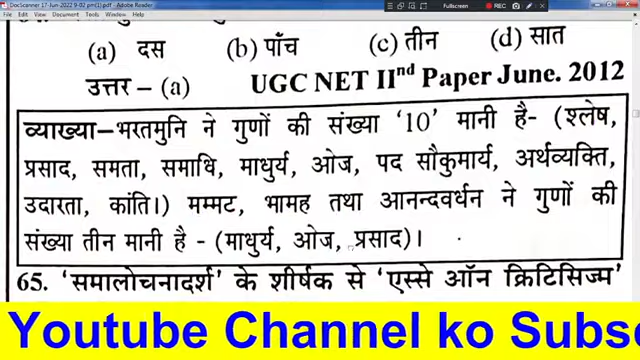 DocScanner 17-Jun-2022 9-02 pm(1).pdf - Adobe Reader
Fullscreen
File Edit View Document Tools Window Help
(a) दस (b) पाँच (c) तीन (d) सात
उत्तर – (a) UGC NET IInd Paper June. 2012
व्याख्या–भरतमुनि ने गुणों की संख्या '10' मानी है- (श्लेष,
प्रसाद, समता, समाधि, माधुर्य, ओज, पद सौकुमार्य, अर्थव्यक्ति,
उदारता, कांति।) मम्मट, भामह तथा आनन्दवर्धन ने गुणों की
संख्या तीन मानी है - (माधुर्य, ओज, प्रसाद)।
65. 'समालोचनादर्श' के शीर्षक से 'एस्से ऑन क्रिटिसिज्म'
Youtube Channel ko Subs